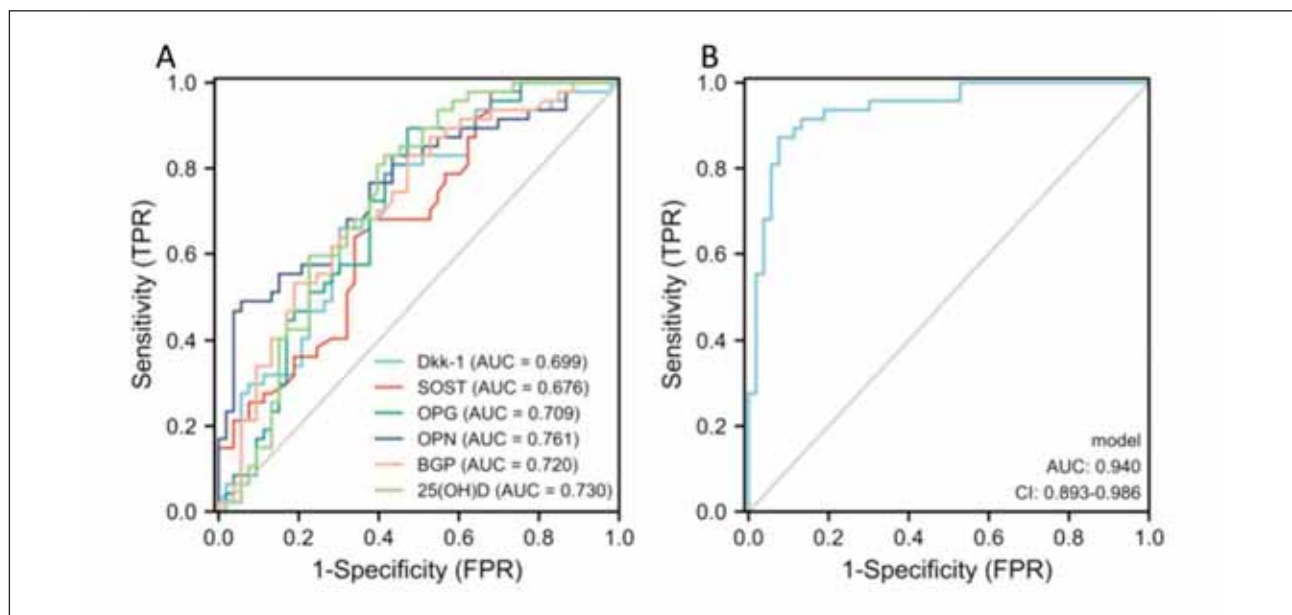 A
1.0
0.8
0.6
0.4
0.2
0.0
Sensitivity (TPR)
Dkk-1 (AUC = 0.699)
SOST (AUC = 0.676)
OPG (AUC = 0.709)
OPN (AUC = 0.761)
BGP (AUC = 0.720)
25(OH)D (AUC = 0.730)
0.0 0.2 0.4 0.6 0.8 1.0
1-Specificity (FPR)
B
1.0
0.8
0.6
0.4
0.2
0.0
Sensitivity (TPR)
model
AUC: 0.940
CI: 0.893-0.986
0.0 0.2 0.4 0.6 0.8 1.0
1-Specificity (FPR)